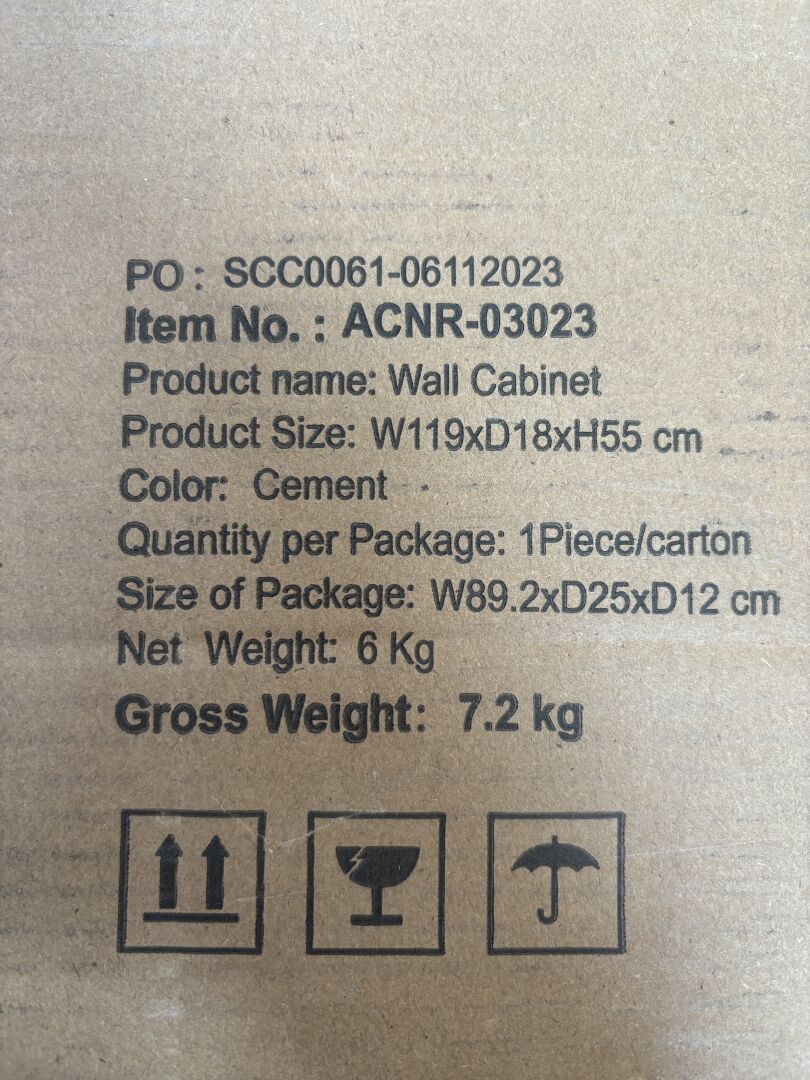 PO : SCC0061-06112023
Item No. : ACNR-03023
Product name: Wall Cabinet
Product Size: W119xD18xH55 cm
Color: Cement
Quantity per Package: 1Piece/carton
Size of Package: W89.2xD25xD12 cm
Net Weight: 6 Kg
Gross Weight: 7.2 kg